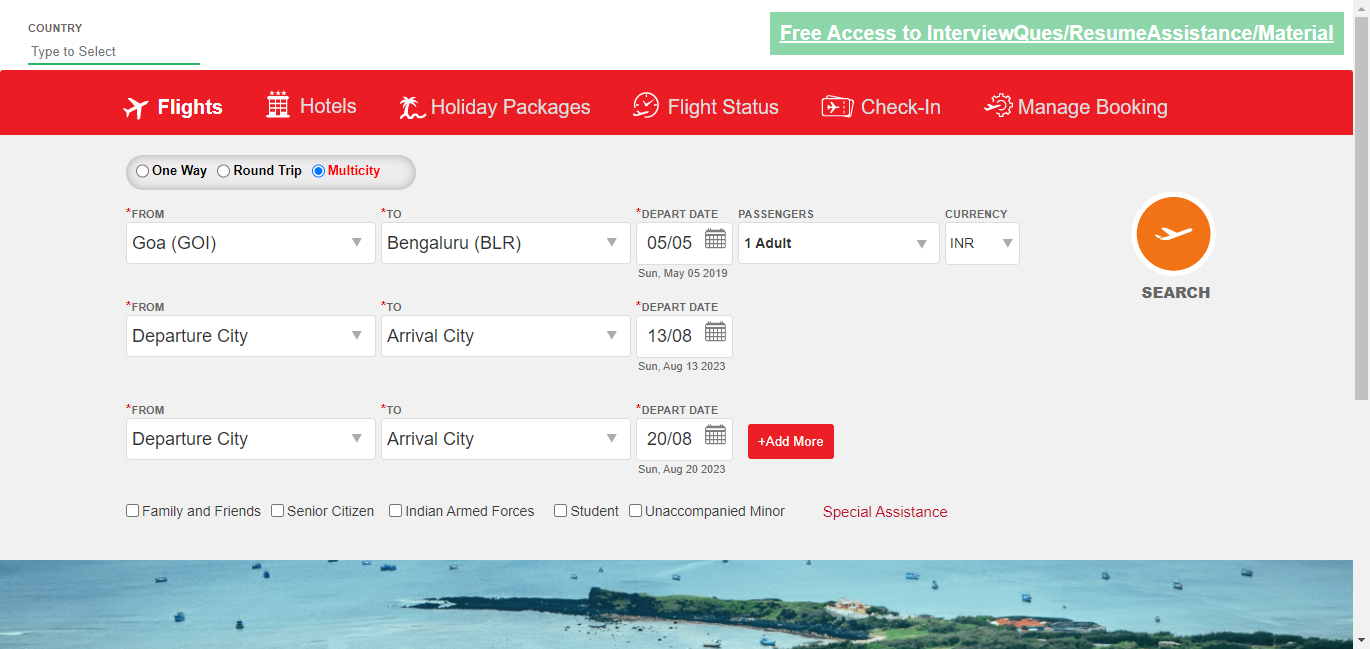 COUNTRY
Type to Select
Free Access to InterviewQues/ResumeAssistance/Material
Flights Hotels Holiday Packages Flight Status Check-In Manage Booking
One Way Round Trip Multicity
*FROM *TO *DEPART DATE PASSENGERS CURRENCY
Goa (GOI) Bengaluru (BLR) 05/05 1 Adult INR
Sun, May 05 2019
SEARCH
*FROM *TO *DEPART DATE
Departure City Arrival City 13/08
Sun, Aug 13 2023
*FROM *TO *DEPART DATE
Departure City Arrival City 20/08 +Add More
Sun, Aug 20 2023
Family and Friends Senior Citizen Indian Armed Forces Student Unaccompanied Minor Special Assistance